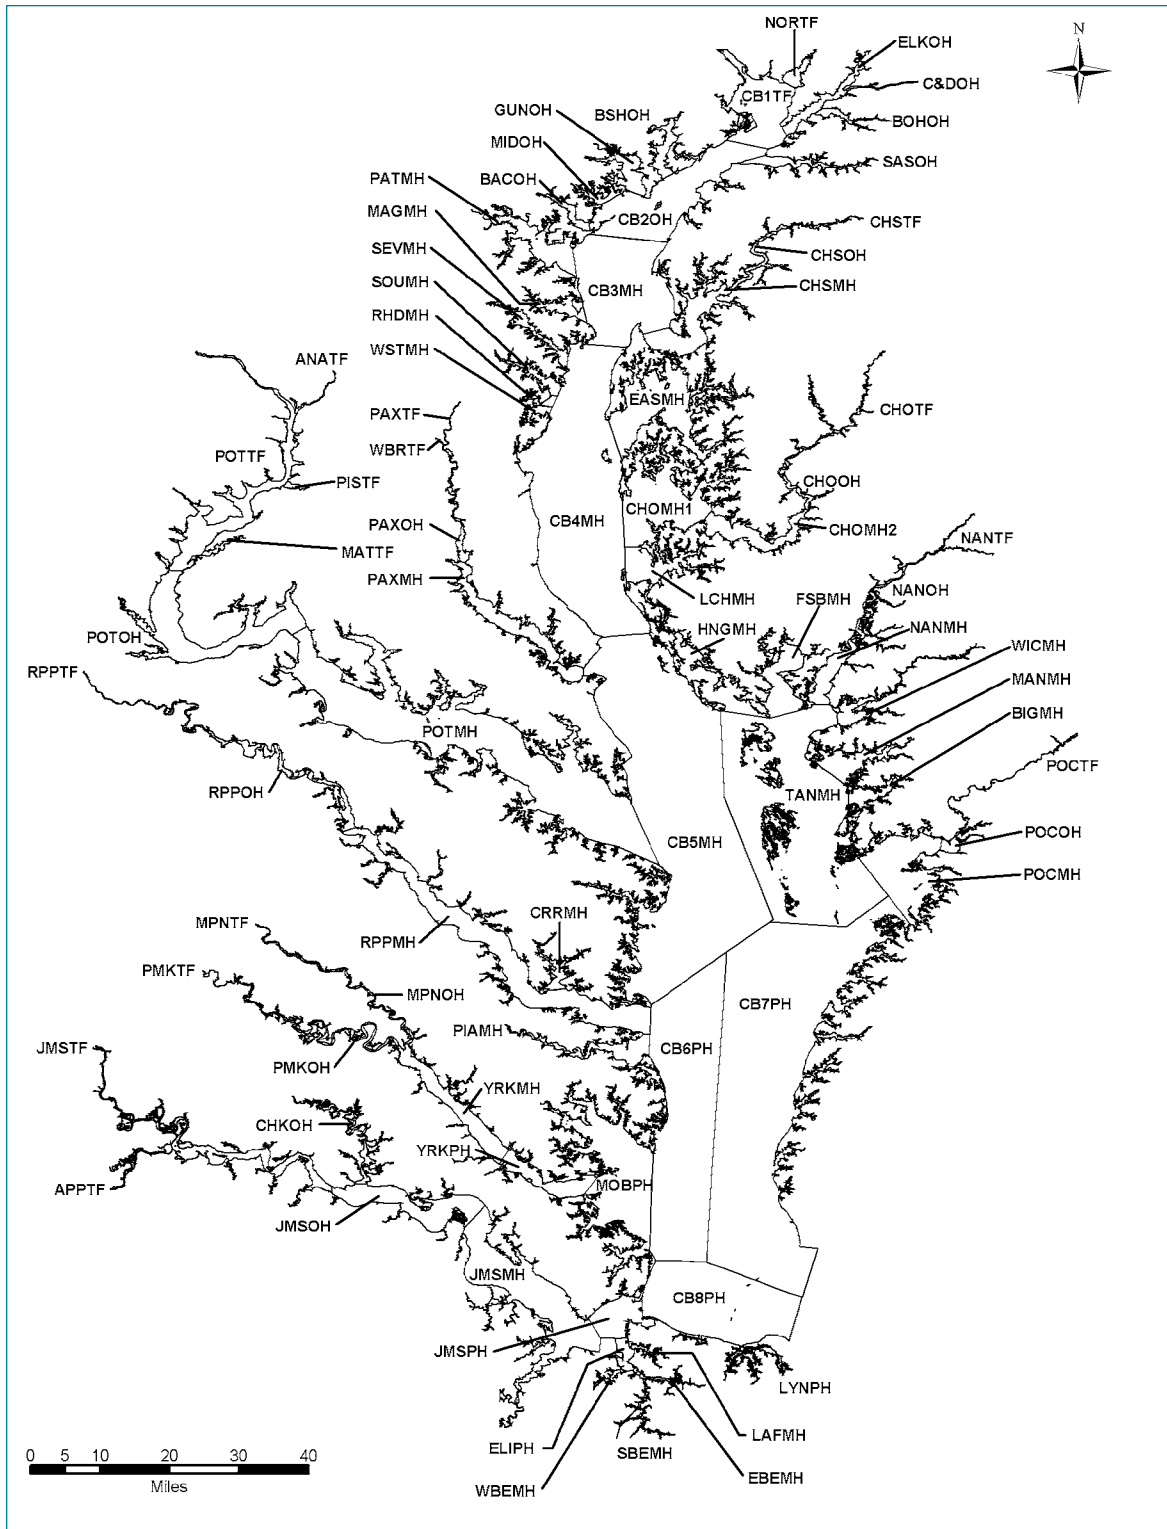 N
NORTF
ELKOH
C&DOH
CB1TF
GUNOH
BSHOH
BOHOH
MIDOH
SASOH
PATMH
BACOH
MAGMH
CB2OH
CHSTF
SEVMH
CHSOH
SOUMH
CB3MH
CHSMH
RHDMH
WSTMH
ANATF
EASMH
PAXTF
CHOTF
WBRTF
POTTF
PISTF
CHOOH
CHOMH1
PAXOH
CB4MH
CHOMH2
NANTF
MATTF
PAXMH
LCHMH
FSBMH
NANOH
POTOH
HNGMH
NANMH
WICMH
RPPTF
MANMH
BIGMH
POTMH
POCTF
RPPOH
TANMH
POCOH
CB5MH
POCMH
CRRMH
MPNTF
RPPMH
PMKTF
MPNOH
CB7PH
PIAMH
CB6PH
JMSTF
PMKOH
YRKMH
CHKOH
YRKPH
APPTF
MOBPH
JMSOH
JMSMH
CB8PH
JMSPH
LYNPH
LAFMH
ELIPH
SBEMH
EBEMH
WBEMH
0 5 10 20 30 40
Miles